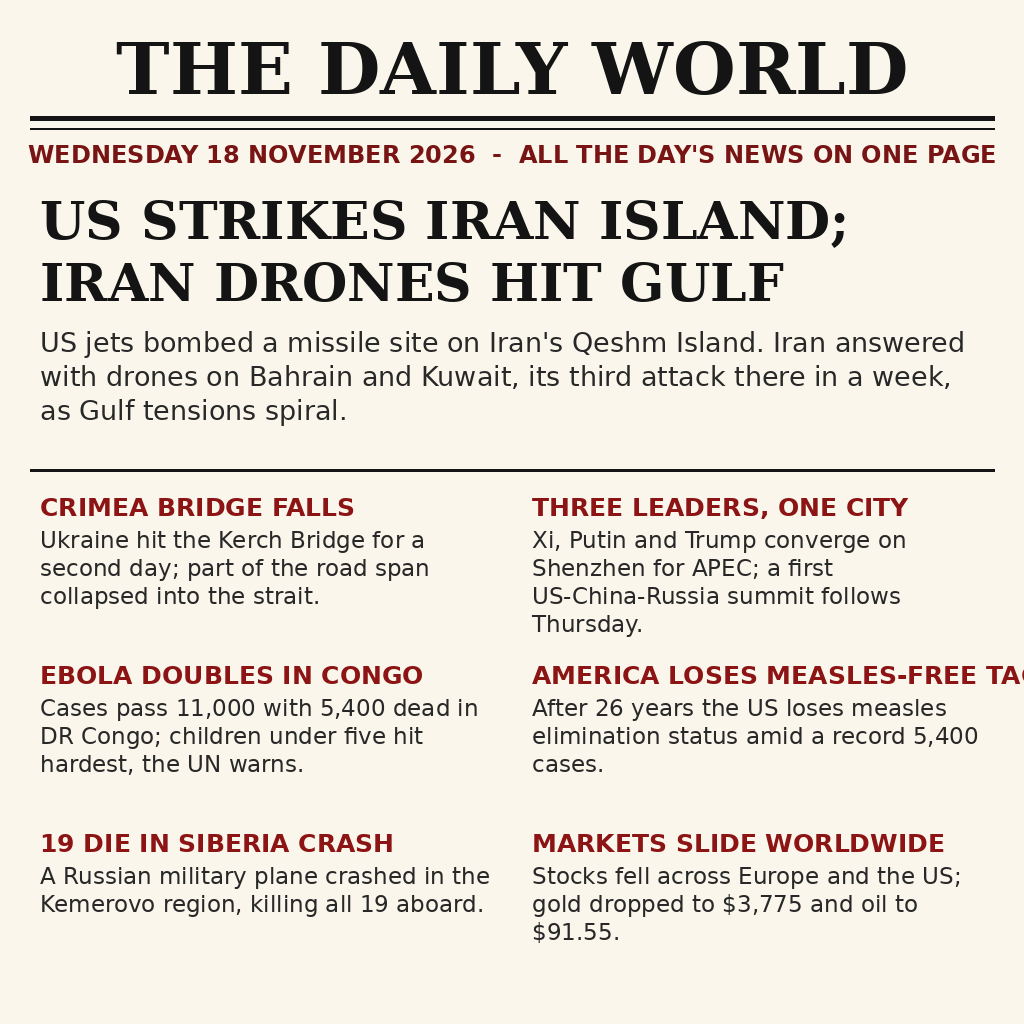 THE DAILY WORLD
WEDNESDAY 18 NOVEMBER 2026 - ALL THE DAY'S NEWS ON ONE PAGE
US STRIKES IRAN ISLAND;
IRAN DRONES HIT GULF
US jets bombed a missile site on Iran's Qeshm Island. Iran answered
with drones on Bahrain and Kuwait, its third attack there in a week,
as Gulf tensions spiral.
CRIMEA BRIDGE FALLS
Ukraine hit the Kerch Bridge for a
second day; part of the road span
collapsed into the strait.
THREE LEADERS, ONE CITY
Xi, Putin and Trump converge on
Shenzhen for APEC; a first
US-China-Russia summit follows
Thursday.
EBOLA DOUBLES IN CONGO
Cases pass 11,000 with 5,400 dead in
DR Congo; children under five hit
hardest, the UN warns.
AMERICA LOSES MEASLES-FREE
After 26 years the US loses measles
elimination status amid a record 5,400
cases.
19 DIE IN SIBERIA CRASH
A Russian military plane crashed in the
Kemerovo region, killing all 19 aboard.
MARKETS SLIDE WORLDWIDE
Stocks fell across Europe and the US;
gold dropped to $3,775 and oil to
$91.55.